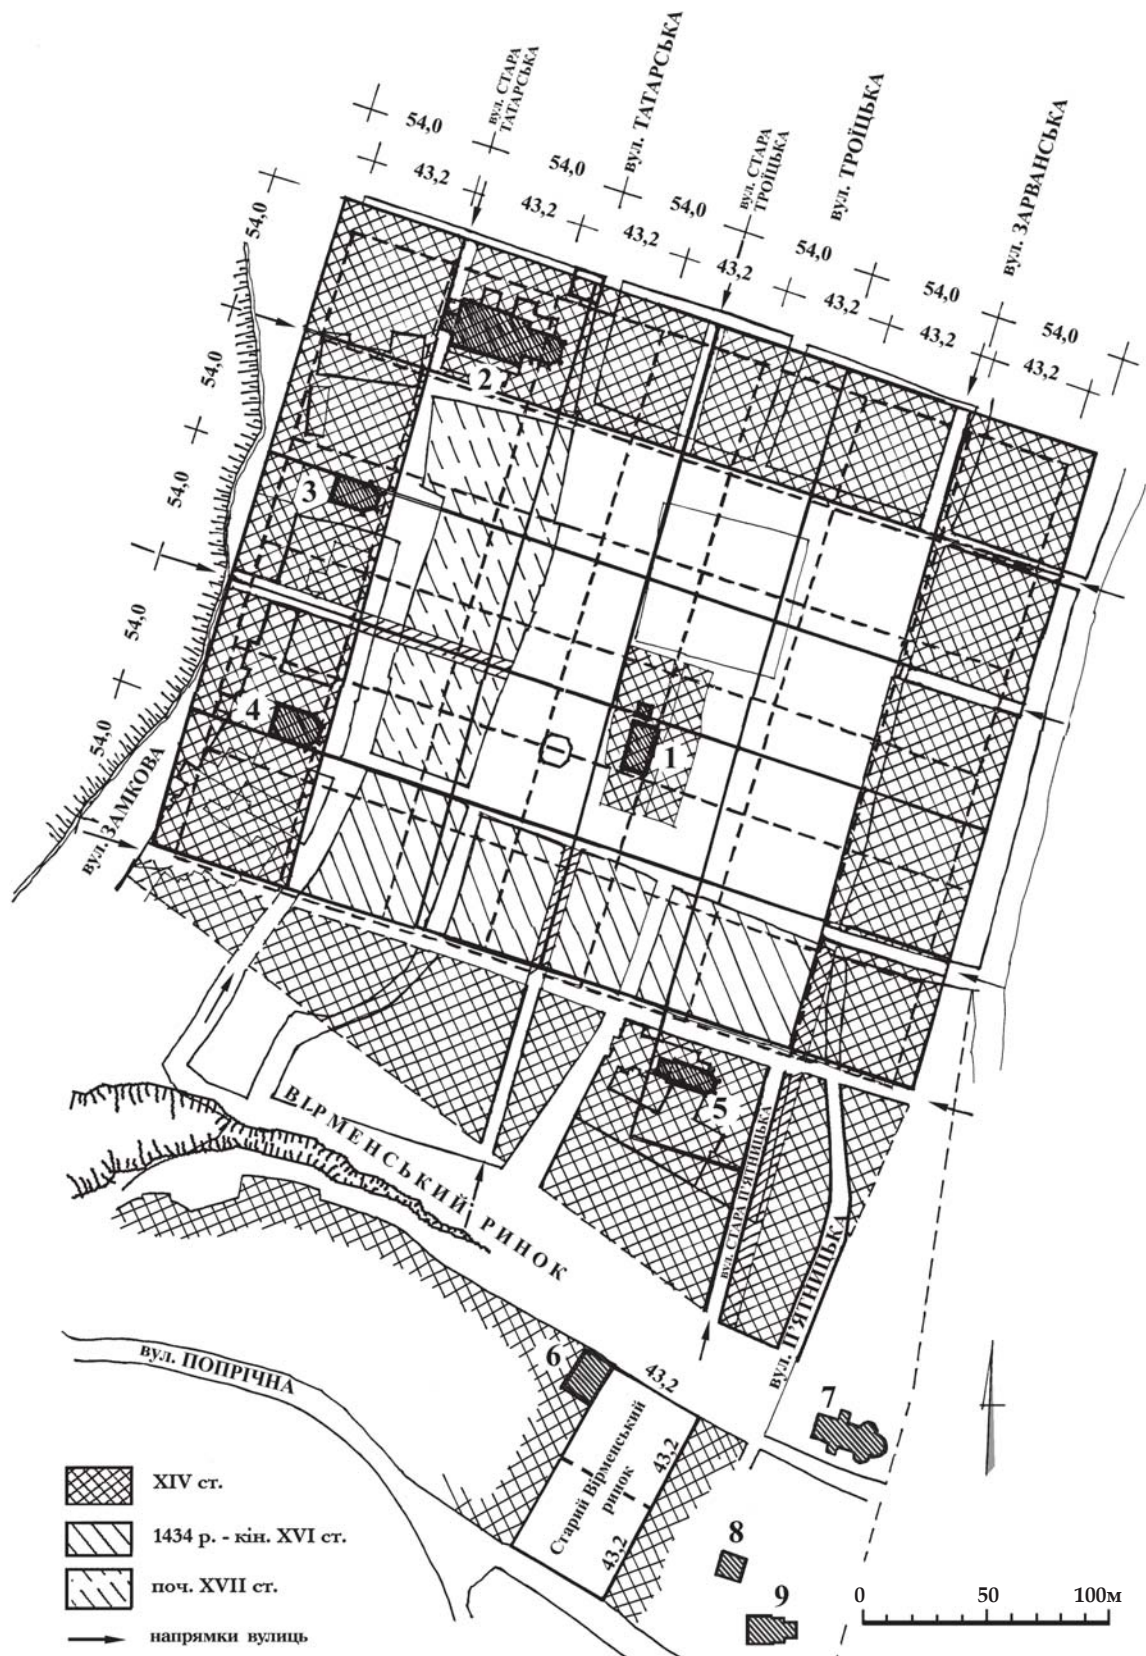 вул. СТАРА
ТАТАРСЬКА
вул. ТАТАРСЬКА
вул. СТАРА
ТРОЇЦЬКА
вул. ТРОЇЦЬКА
вул. ЗАРВАНСЬКА
54,0
54,0
54,0
54,0
54,0
54,0
43,2
43,2
43,2
43,2
43,2
43,2
43,2
54,0
54,0
54,0
54,0
54,0
2
3
4
1
вул. ЗАМКОВА
5
ВІРМЕНСЬКИЙ РИНОК
вул. СТАРА П'ЯТНИЦЬКА
вул. П'ЯТНИЦЬКА
вул. ПОПРІЧНА
6
43,2
7
Старий Вірменський
ринок
43,2
43,2
8
9
XIV ст.
1434 р. - кін. XVI ст.
поч. XVII ст.
напрямки вулиць
0 50 100м